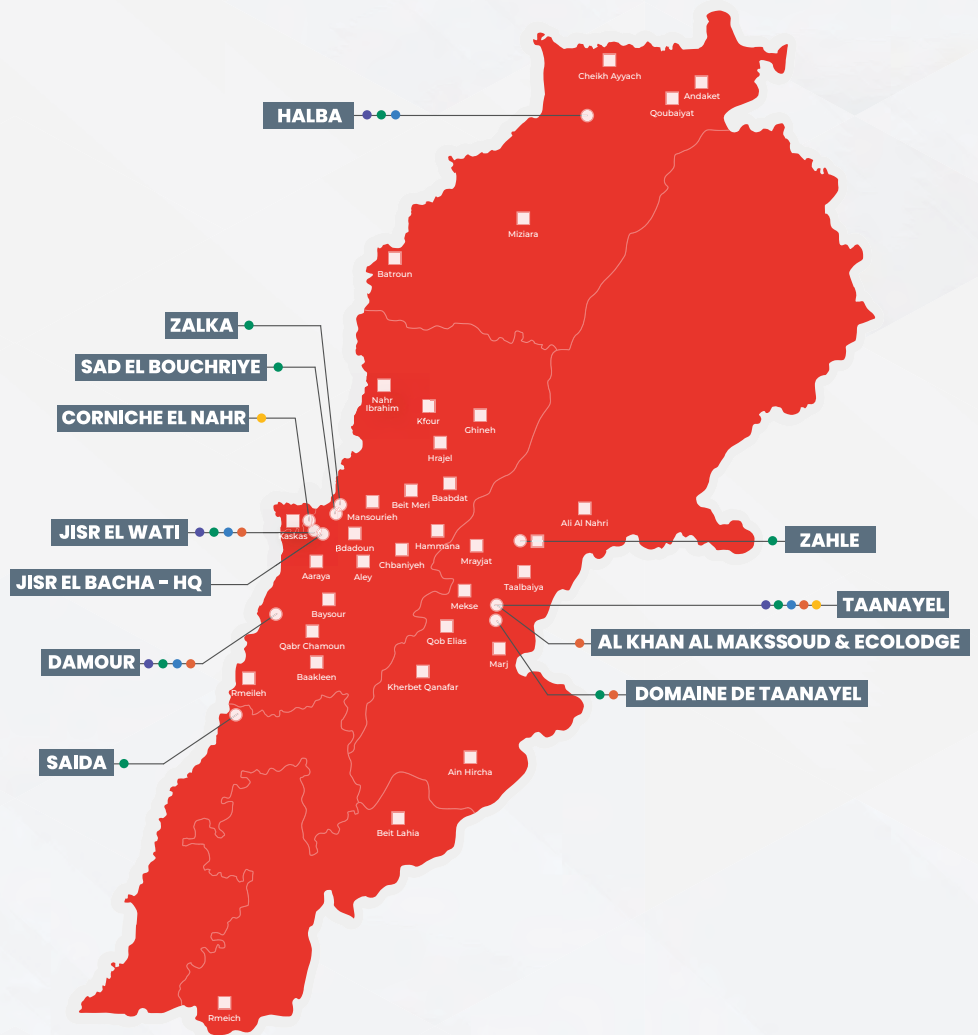 Cheikh Ayyach
Andaket
Qoubaiyat
HALBA
Miziara
Batroun
ZALKA
SAD EL BOUCHRIYE
CORNICHE EL NAHR
Nahr
Ibrahim
Kfour
Ghineh
Hrajel
Baabdat
Beit Meri
Mansourieh
Ali Al Nahri
Kaskas
JISR EL WATI
Bdadoun
Hammana
Mrayjat
ZAHLE
Chbaniyeh
Aaraya
Aley
Taalbaiya
JISR EL BACHA - HQ
Mekse
Baysour
TAANAYEL
Qabr Chamoun
Qob Elias
AL KHAN AL MAKSSOUD & ECOLODGE
DAMOUR
Baakleen
Marj
Rmeileh
Kherbet Qanafar
DOMAINE DE TAANAYEL
SAIDA
Ain Hircha
Beit Lahia
Rmeich